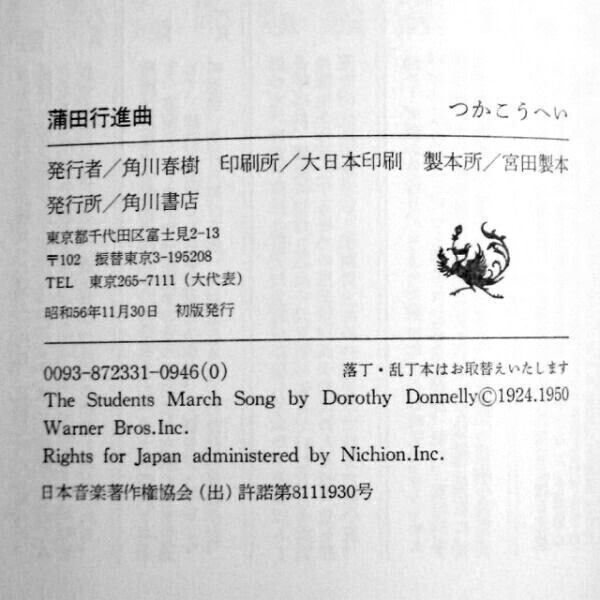 蒲田行進曲 つかこうへい
発行者／角川春樹 印刷所／大日本印刷 製本所／宮田製本
発行所／角川書店
東京都千代田区富士見2-13
〒102 振替東京3-195208
TEL 東京265-7111（大代表）
昭和56年11月30日 初版発行
0093-872331-0946(0) 落丁・乱丁本はお取替えいたします
The Students March Song by Dorothy Donnelly©1924.1950
Warner Bros.Inc.
Rights for Japan administered by Nichion.Inc.
日本音楽著作権協会（出）許諾第8111930号